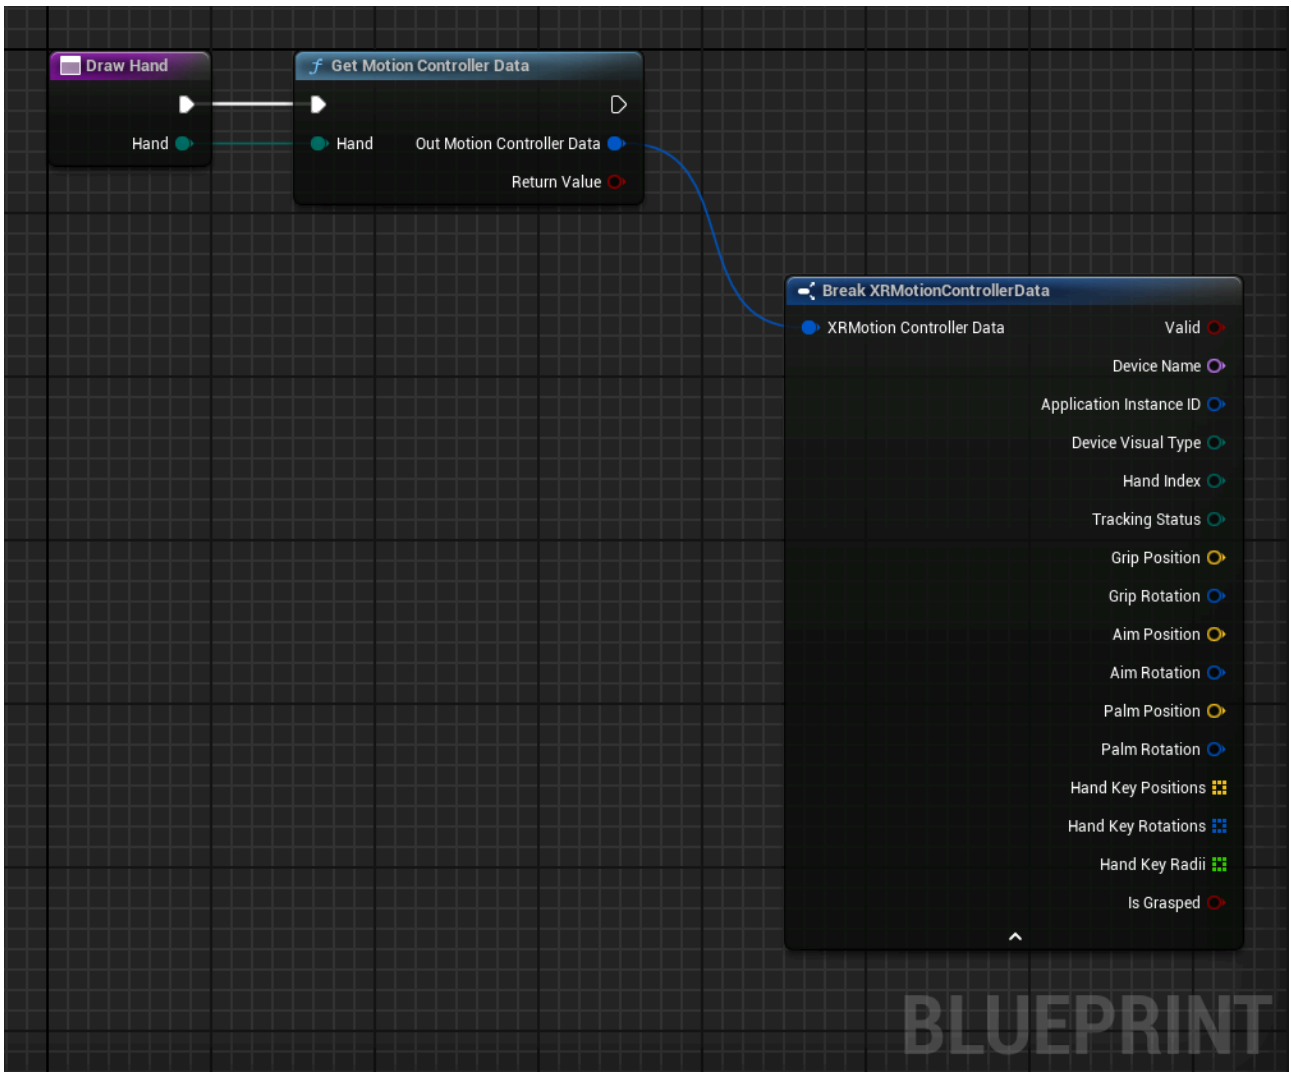 Draw Hand
Hand
Get Motion Controller Data
Hand Out Motion Controller Data
Return Value
Break XRMotionControllerData
XRMotion Controller Data Valid
Device Name
Application Instance ID
Device Visual Type
Hand Index
Tracking Status
Grip Position
Grip Rotation
Aim Position
Aim Rotation
Palm Position
Palm Rotation
Hand Key Positions
Hand Key Rotations
Hand Key Radii
Is Grasped
BLUEPRINT